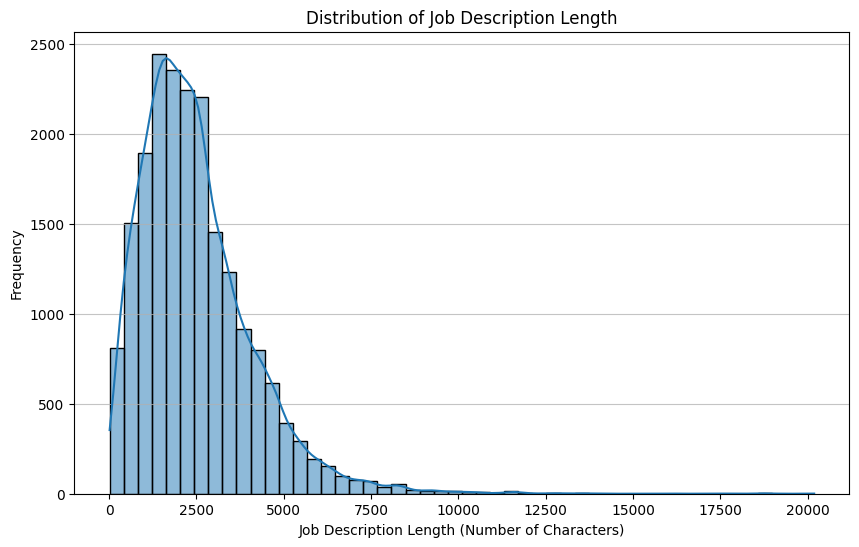 Distribution of Job Description Length
2500
2000
1500
1000
500
0
Frequency
0 2500 5000 7500 10000 12500 15000 17500 20000
Job Description Length (Number of Characters)